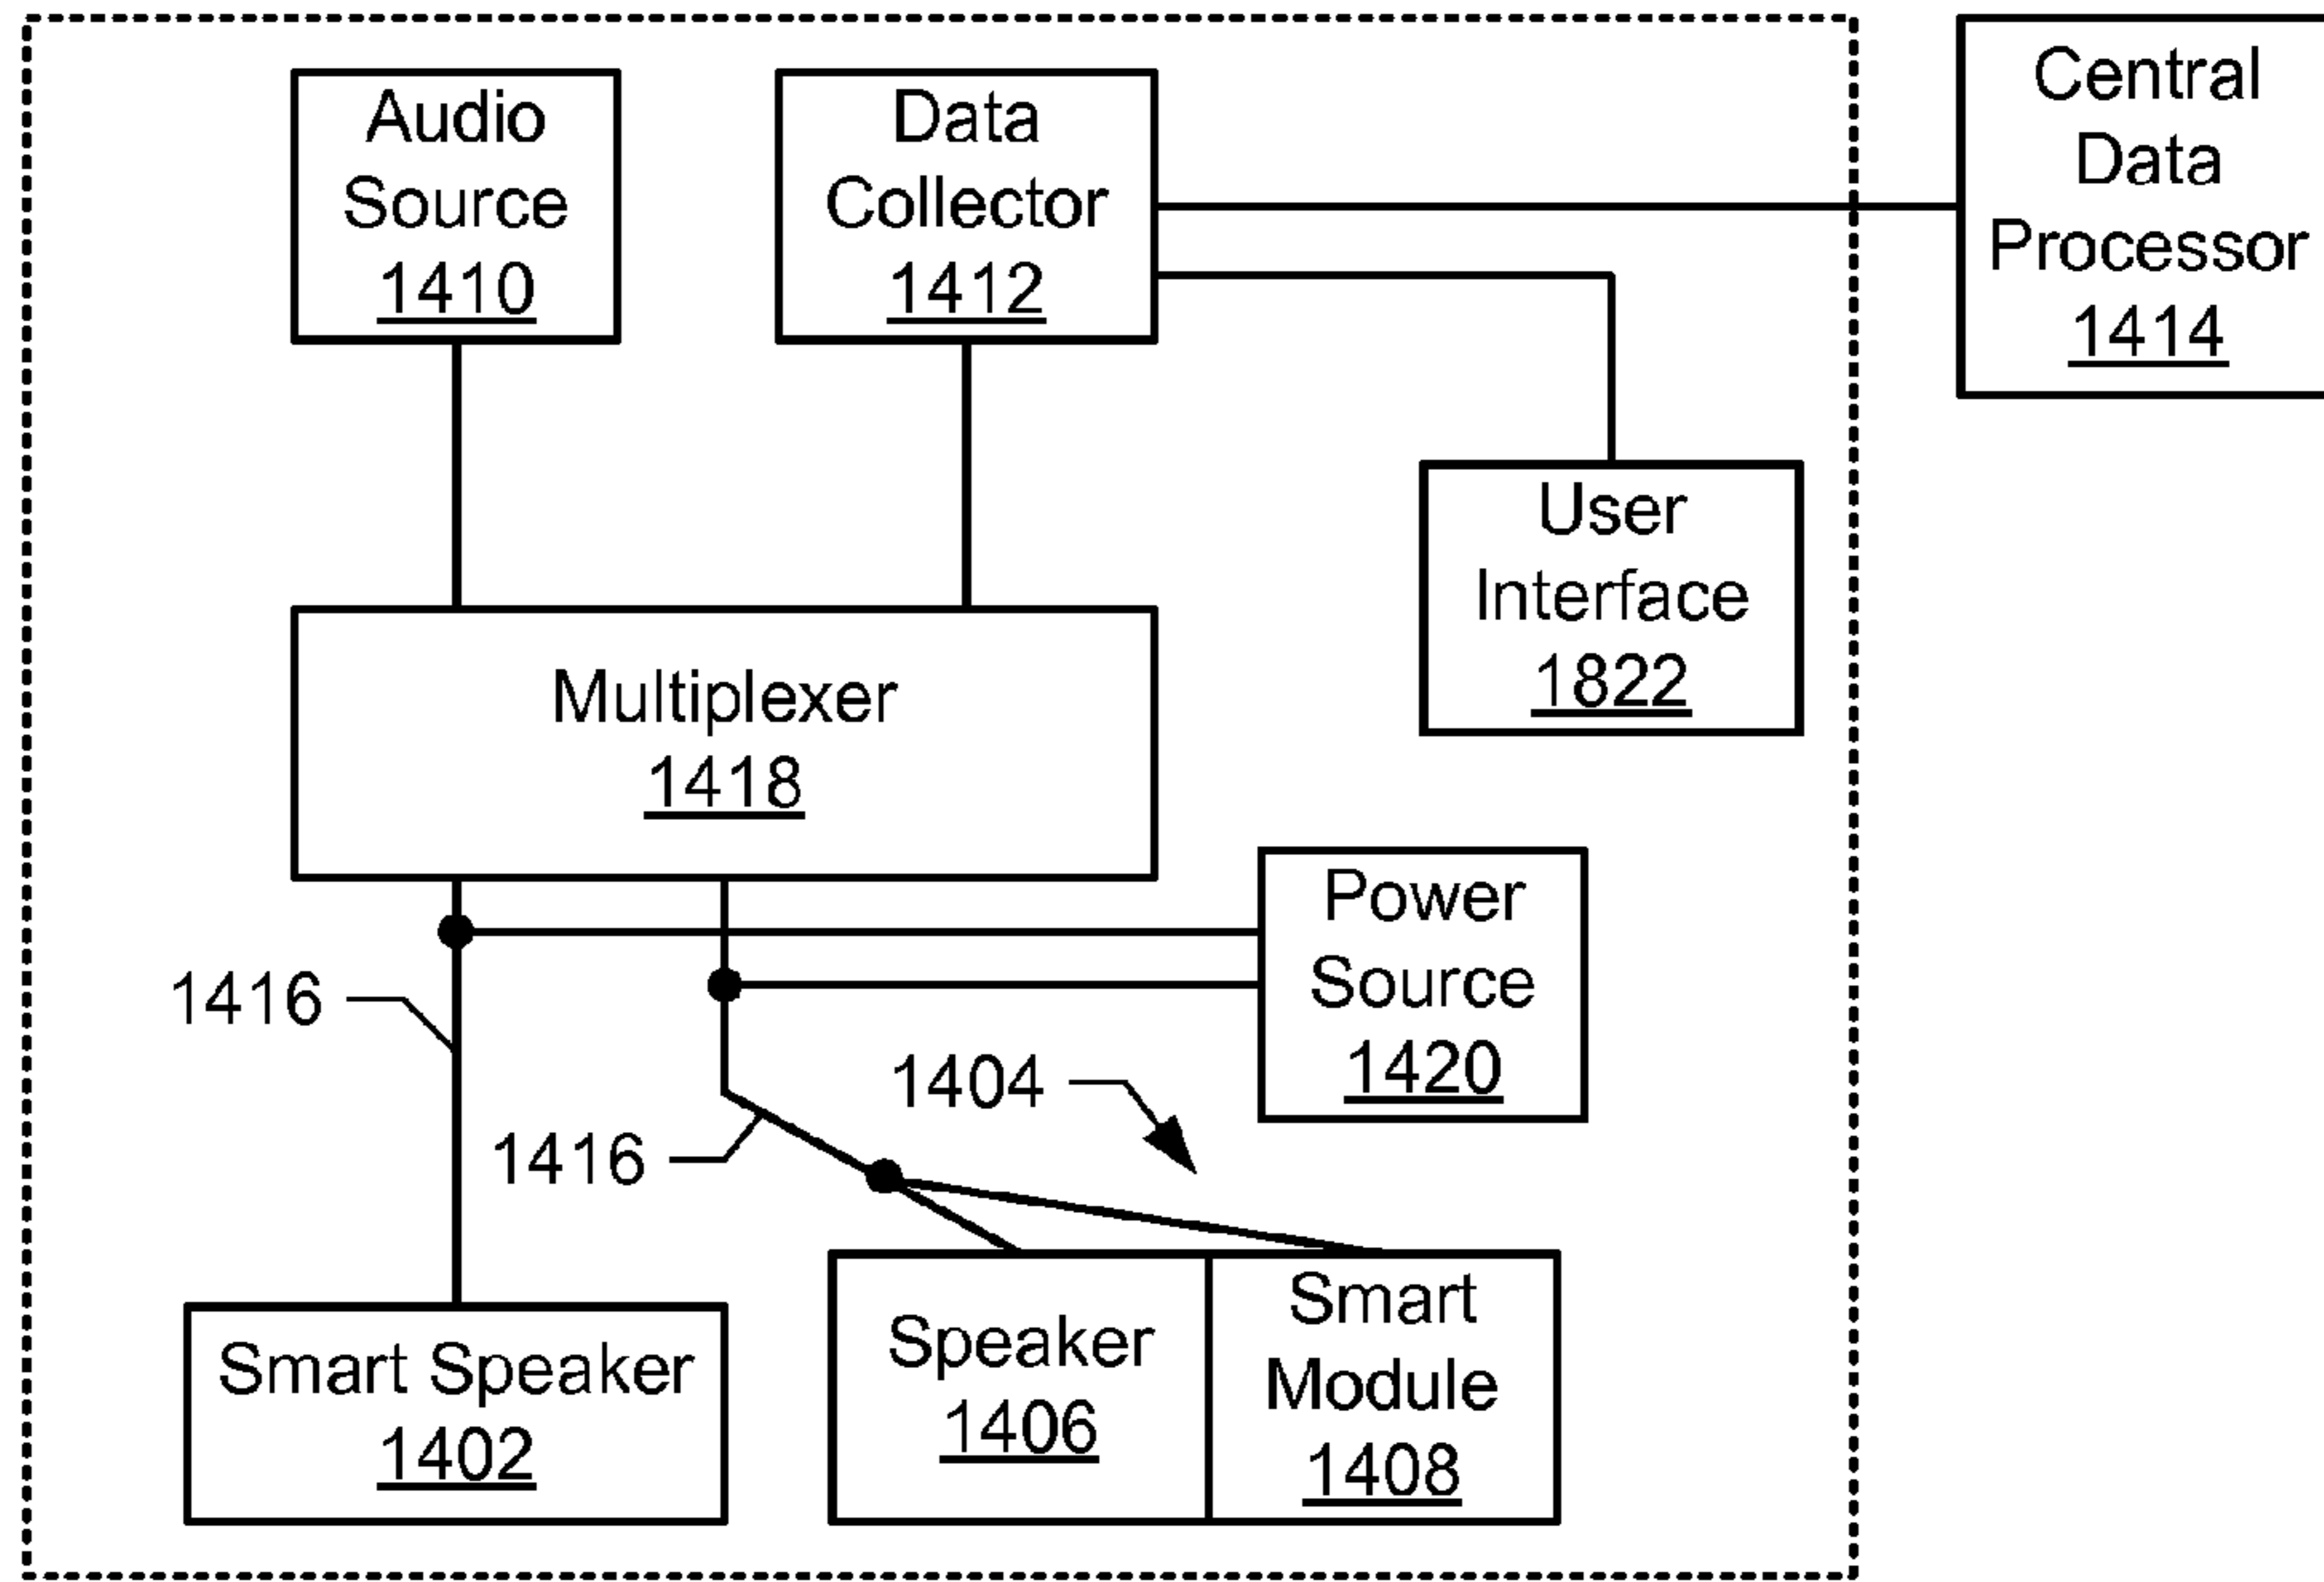 Audio
Source
1410
Data
Collector
1412
Central
Data
Processor
1414
User
Interface
1822
Multiplexer
1418
Power
Source
1420
1416
1404
1416
Smart Speaker
1402
Speaker
1406
Smart
Module
1408